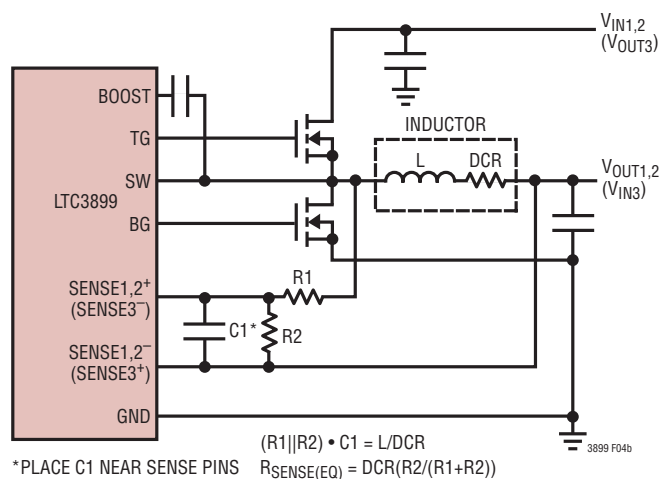 V_IN1,2
(V_OUT3)
BOOST
TG
INDUCTOR
L
DCR
SW
V_OUT1,2
(V_IN3)
LTC3899
BG
R1
SENSE1,2⁺
(SENSE3⁻)
C1*
R2
SENSE1,2⁻
(SENSE3⁺)
GND
(R1||R2) • C1 = L/DCR
3899 F04b
*PLACE C1 NEAR SENSE PINS
R_SENSE(EQ) = DCR(R2/(R1+R2))